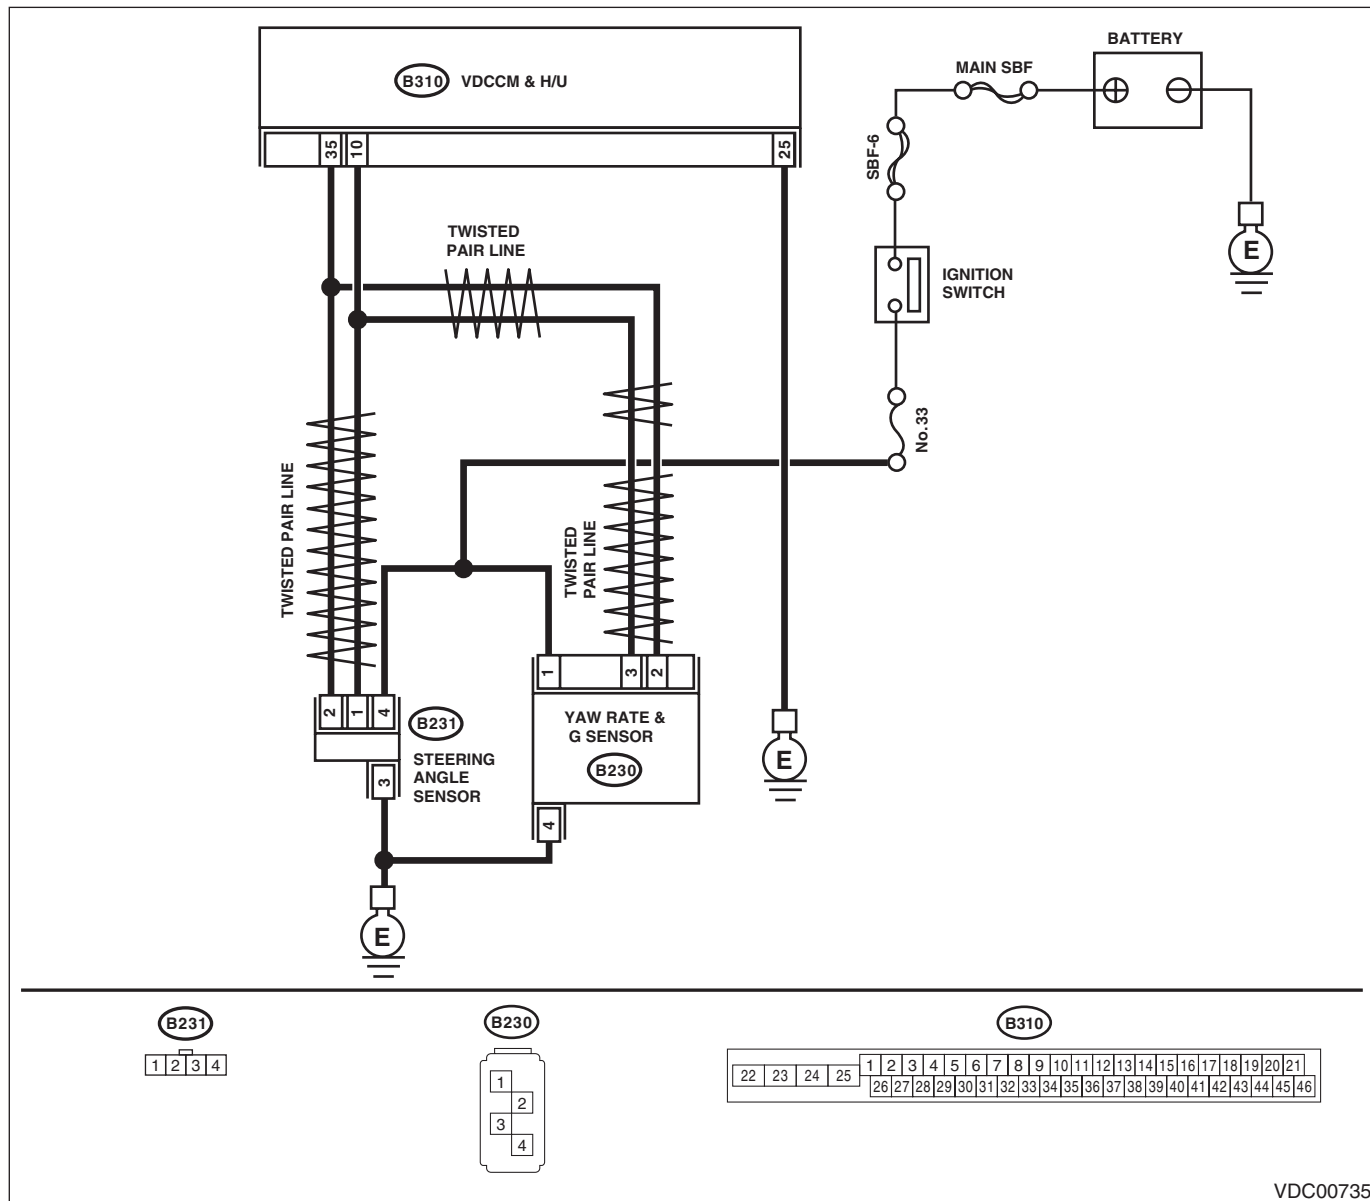 BATTERY
MAIN SBF
B310 VDCCM & H/U
35 10 25
SBF-6
E
TWISTED
PAIR LINE
IGNITION
SWITCH
No. 33
TWISTED PAIR LINE
TWISTED
PAIR LINE
1 3 2
2 1 4
B231
YAW RATE &
G SENSOR
B230
STEERING
ANGLE
SENSOR
E
3
4
E
B231
B230
B310
1 2 3 4
1
2
3
4
22 23 24 25
1 2 3 4 5 6 7 8 9 10 11 12 13 14 15 16 17 18 19 20 21
26 27 28 29 30 31 32 33 34 35 36 37 38 39 40 41 42 43 44 45 46
VDC00735